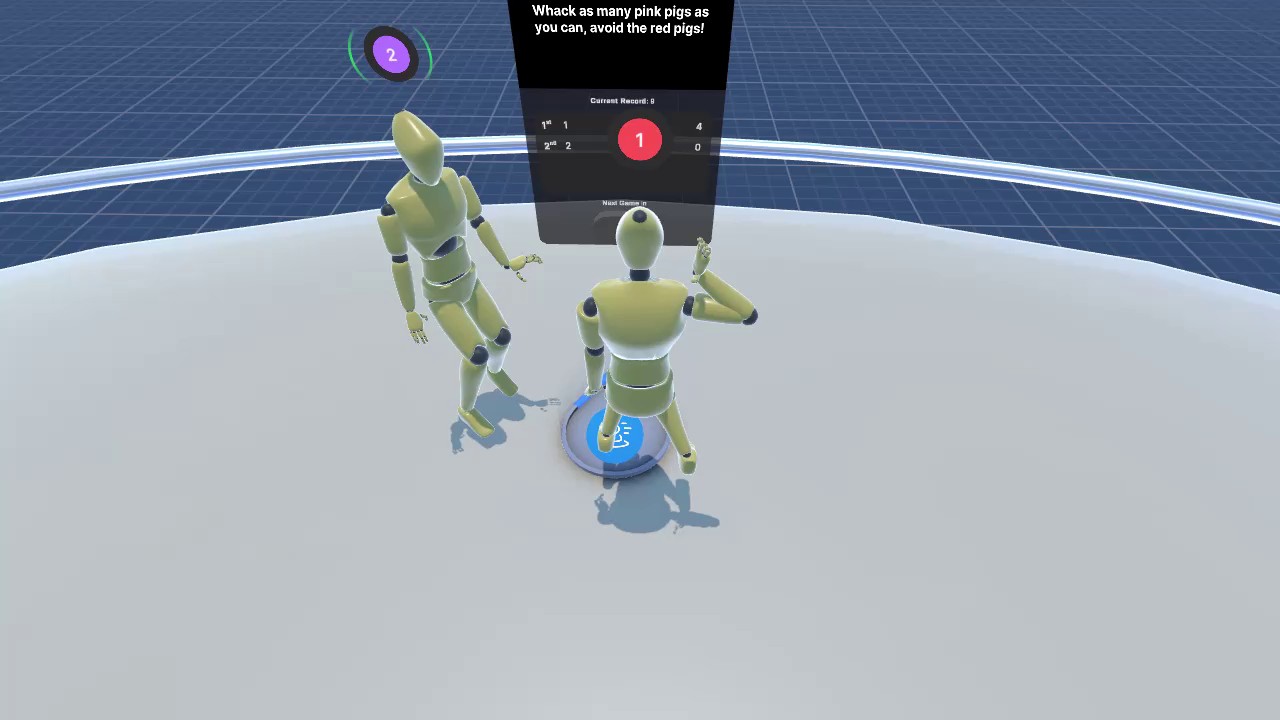 Whack as many pink pigs as
you can, avoid the red pigs!
2
Current Record: 9
1st 1 4
1
2nd 2 0
Next Game in